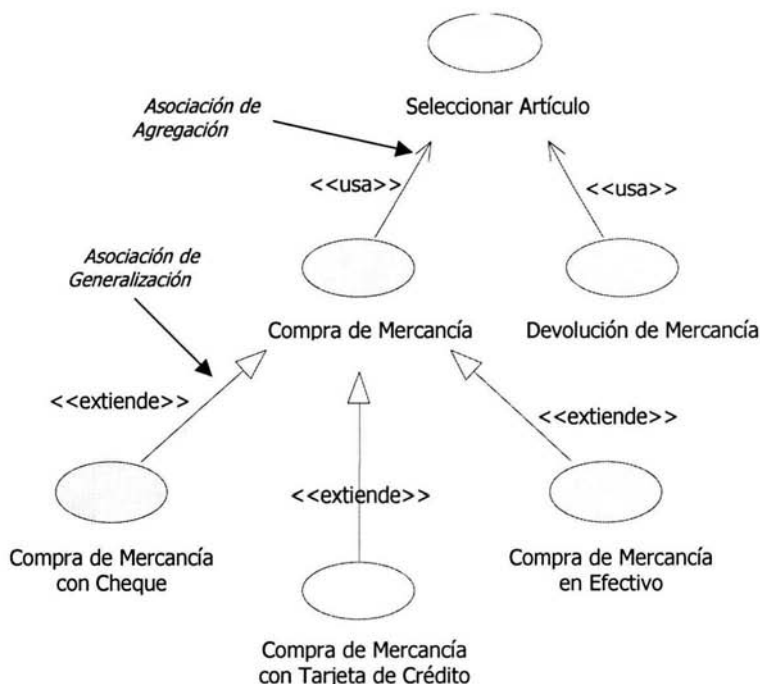 Asociación de
Agregación
Seleccionar Artículo
<<usa>>
<<usa>>
Asociación de
Generalización
Compra de Mercancía
Devolución de Mercancía
<<extiende>>
<<extiende>>
<<extiende>>
Compra de Mercancía
con Cheque
Compra de Mercancía
en Efectivo
Compra de Mercancía
con Tarjeta de Crédito